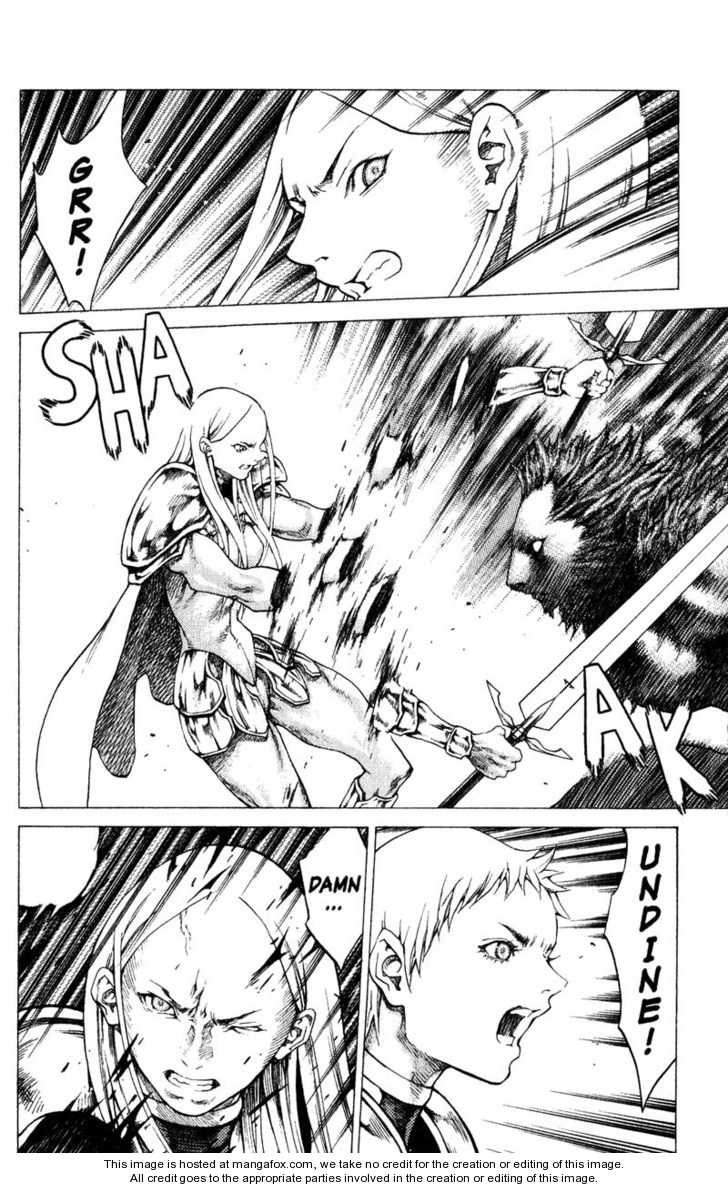 GRR!
SHA
AK
UNDINE!
DAMN
...
This image is hosted at mangafox.com, we take no credit for the creation or editing of this image.
All credit goes to the appropriate parties involved in the creation or editing of this image.